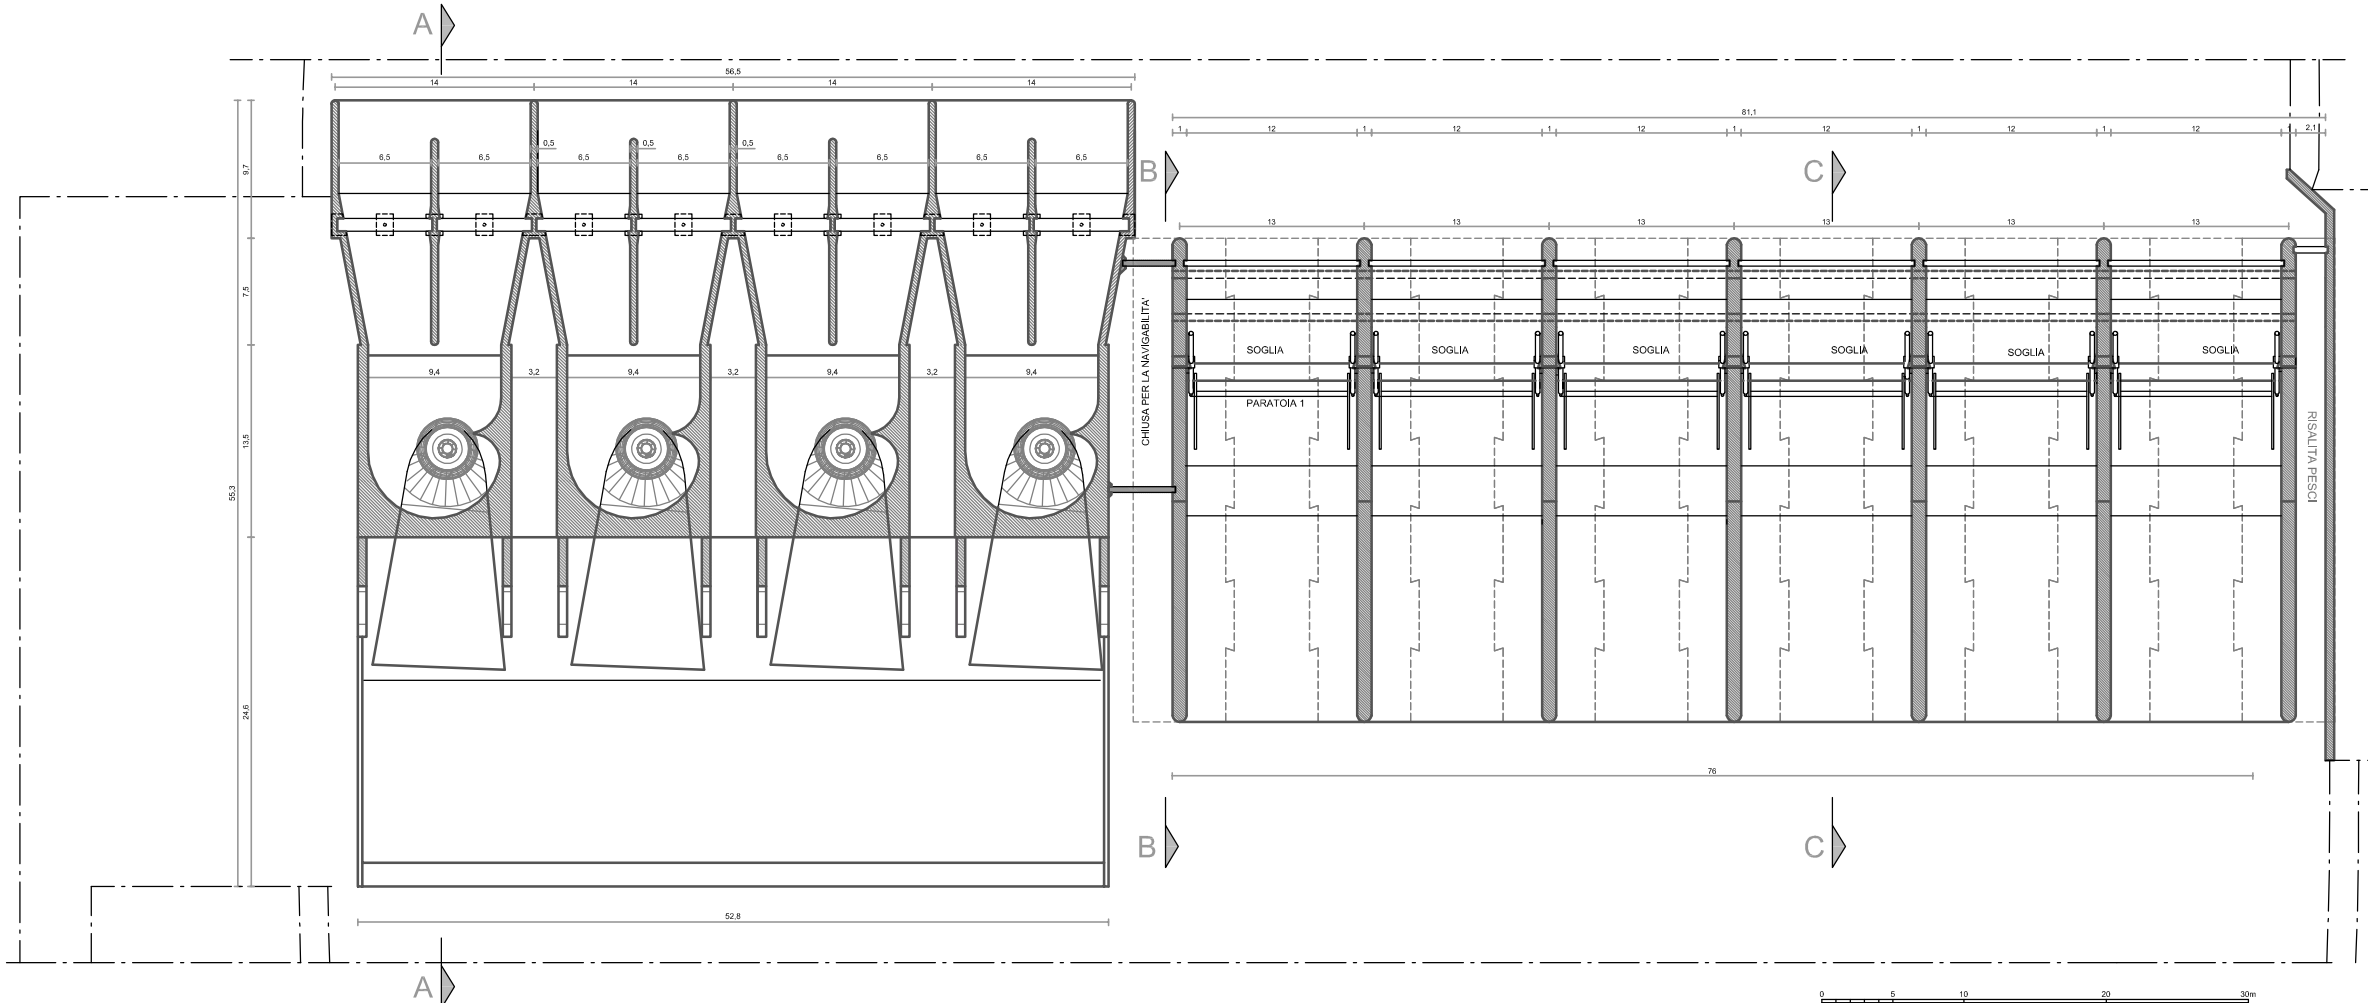 A
56,5
14 14 14 14
81,1
1 12 1 12 1 12 1 12 1 12 1 12 1 2,1
0,5 0,5 0,5
6,5 6,5 6,5 6,5 6,5 6,5 6,5 6,5
9,7
B C
13 13 13 13 13 13
7,5
CHIUSA PER LA NAVIGABILITA'
SOGLIA SOGLIA SOGLIA SOGLIA SOGLIA SOGLIA
9,4 3,2 9,4 3,2 9,4 3,2 9,4
PARATOIA 1
13,5
RISALITA PESCI
55,3
24,6
76
B C
52,8
A
0 5 10 20 30m